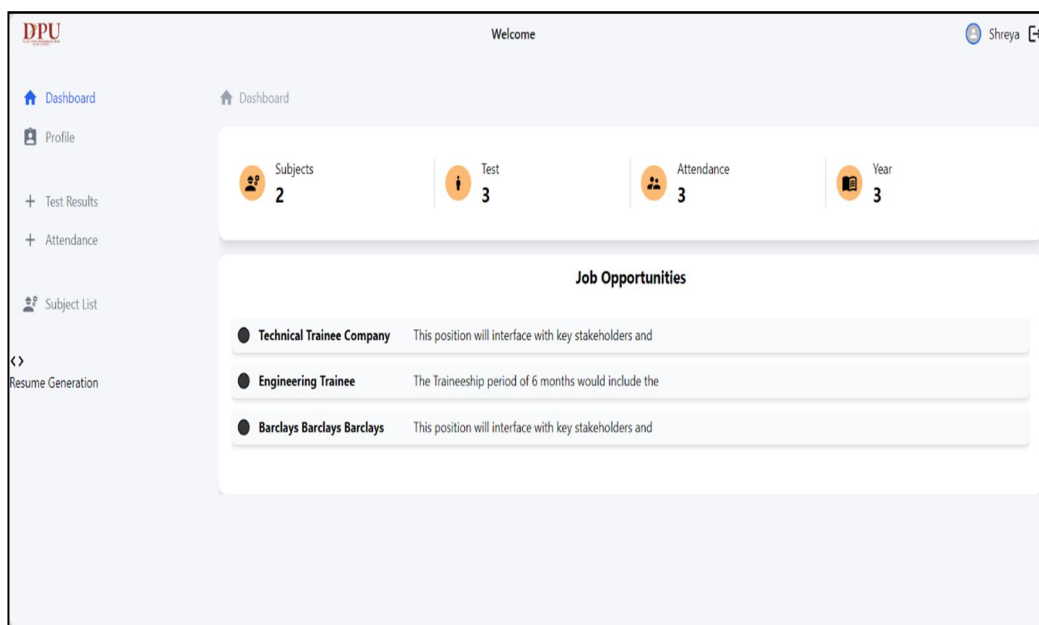 DPU
Welcome
Shreya
Dashboard
Dashboard
Profile
Test Results
Attendance
Subject List
Resume Generation
Subjects
2
Test
3
Attendance
3
Year
3
Job Opportunities
Technical Trainee Company This position will interface with key stakeholders and
Engineering Trainee The Traineeship period of 6 months would include the
Barclays Barclays Barclays This position will interface with key stakeholders and